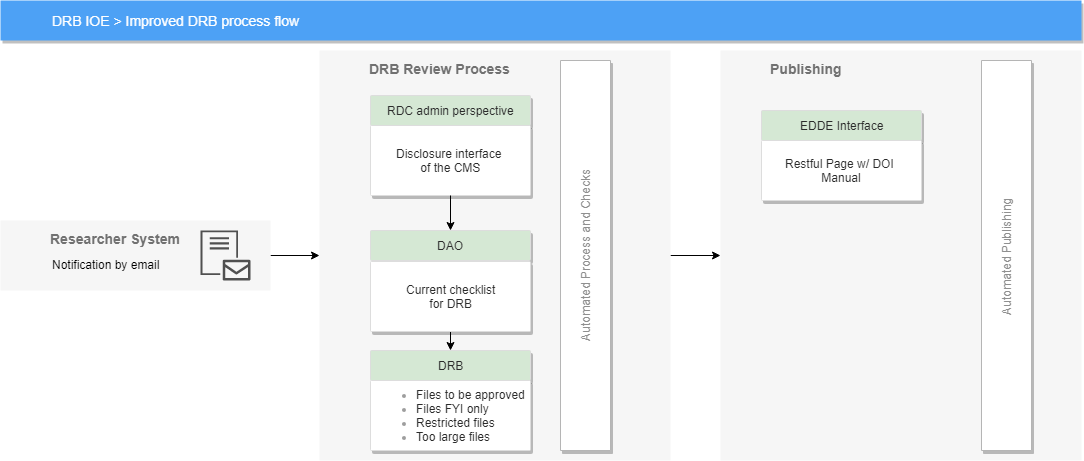 DRB IOE > Improved DRB process flow
Researcher System
Notification by email
DRB Review Process
RDC admin perspective
Disclosure interface
of the CMS
DAO
Current checklist
for DRB
DRB
Files to be approved
Files FYI only
Restricted files
Too large files
Automated Process and Checks
Publishing
EDDE Interface
Restful Page w/ DOI
Manual
Automated Publishing